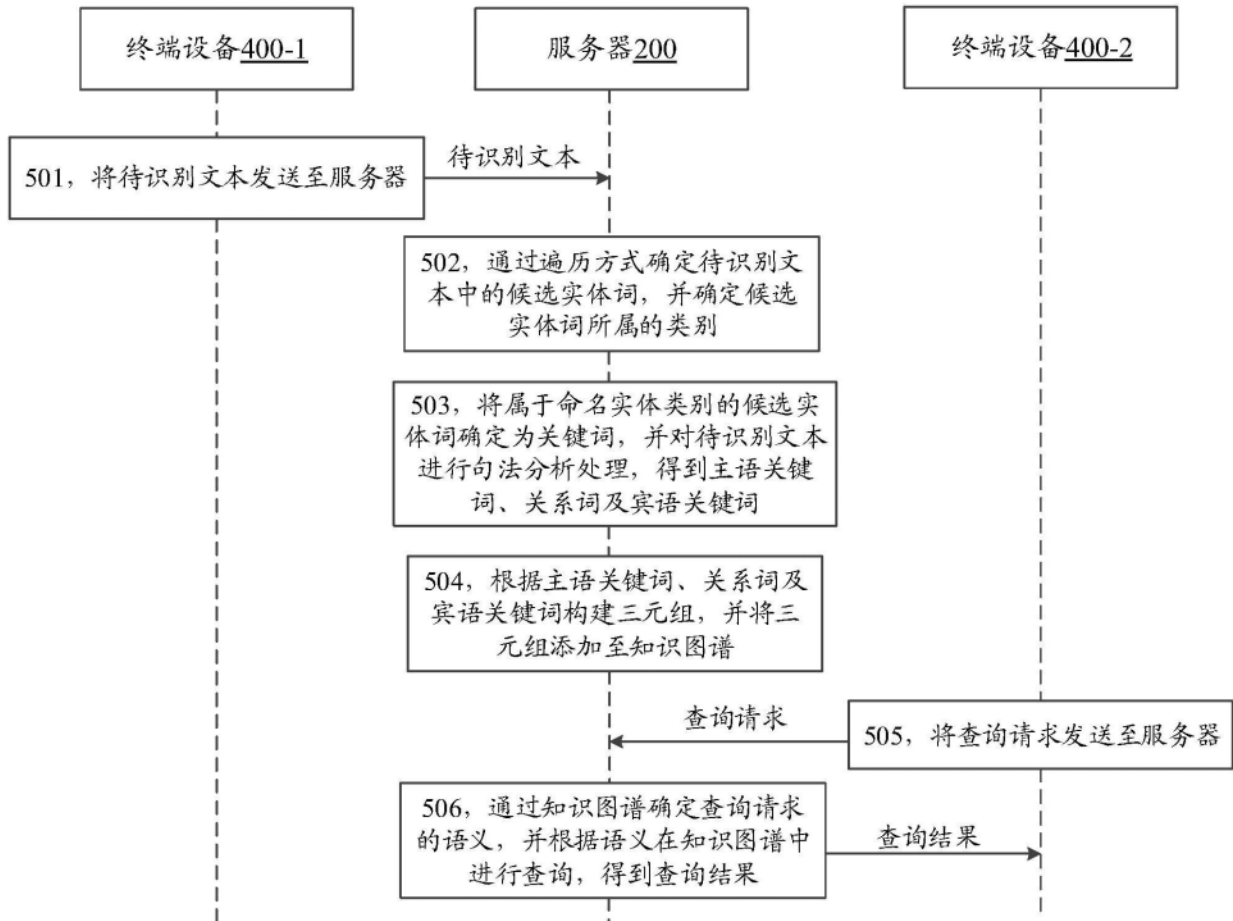 终端设备400-1
服务器200
终端设备400-2
501，将待识别文本发送至服务器
待识别文本
502，通过遍历方式确定待识别文
本中的候选实体词，并确定候选
实体词所属的类别
503，将属于命名实体类别的候选实
体词确定为关键词，并对待识别文本
进行句法分析处理，得到主语关键
词、关系词及宾语关键词
504，根据主语关键词、关系词及
宾语关键词构建三元组，并将三
元组添加至知识图谱
查询请求
505，将查询请求发送至服务器
506，通过知识图谱确定查询请求
的语义，并根据语义在知识图谱中
进行查询，得到查询结果
查询结果